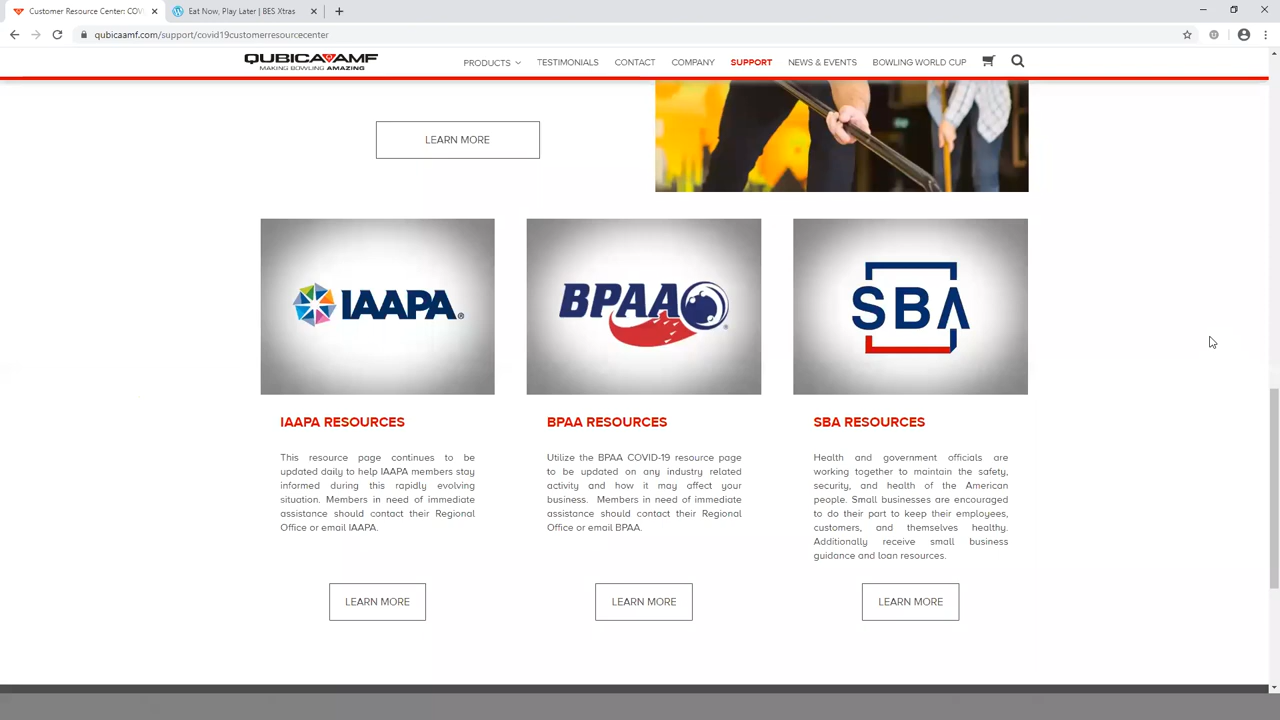 Customer Resource Center: COVI
Eat Now, Play Later | BES Xtras
qubicaamf.com/support/covid19customerresourcecenter
QUBICAAMF
MAKING BOWLING AMAZING
PRODUCTS
TESTIMONIALS
CONTACT
COMPANY
SUPPORT
NEWS & EVENTS
BOWLING WORLD CUP
LEARN MORE
IAAPA®
BPAA®
SBA
IAAPA RESOURCES
This resource page continues to be
updated daily to help IAAPA members stay
informed during this rapidly evolving
situation. Members in need of immediate
assistance should contact their Regional
Office or email IAAPA.
LEARN MORE
BPAA RESOURCES
Utilize the BPAA COVID-19 resource page
to be updated on any industry related
activity and how it may affect your
business. Members in need of immediate
assistance should contact their Regional
Office or email BPAA.
LEARN MORE
SBA RESOURCES
Health and government officials are
working together to maintain the safety,
security, and health of the American
people. Small businesses are encouraged
to do their part to keep their employees,
customers, and themselves healthy.
Additionally receive small business
guidance and loan resources.
LEARN MORE